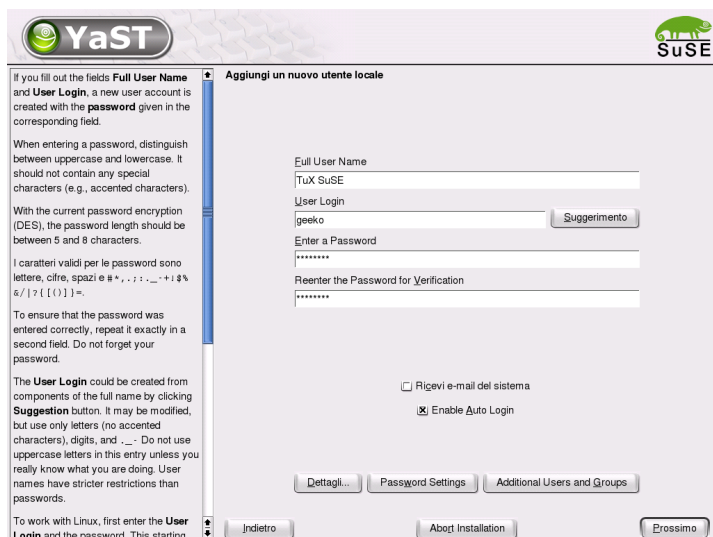 YaST
SuSE
If you fill out the fields Full User Name
and User Login, a new user account is
created with the password given in the
corresponding field.
When entering a password, distinguish
between uppercase and lowercase. It
should not contain any special
characters (e.g., accented characters).
With the current password encryption
(DES), the password length should be
between 5 and 8 characters.
I caratteri validi per le password sono
lettere, cifre, spazi e #*,.;:._-+!$%
&/|?{[()]}=.
To ensure that the password was
entered correctly, repeat it exactly in a
second field. Do not forget your
password.
The User Login could be created from
components of the full name by clicking
Suggestion button. It may be modified,
but use only letters (no accented
characters), digits, and ._- Do not use
uppercase letters in this entry unless you
really know what you are doing. User
names have stricter restrictions than
passwords.
To work with Linux, first enter the User
Login and the password. This starting
Aggiungi un nuovo utente locale
Full User Name
TuX SuSE
User Login
geeko
Suggerimento
Enter a Password
********
Reenter the Password for Verification
********
Ricevi e-mail del sistema
Enable Auto Login
Dettagli... Password Settings Additional Users and Groups
Indietro Abort Installation Prossimo